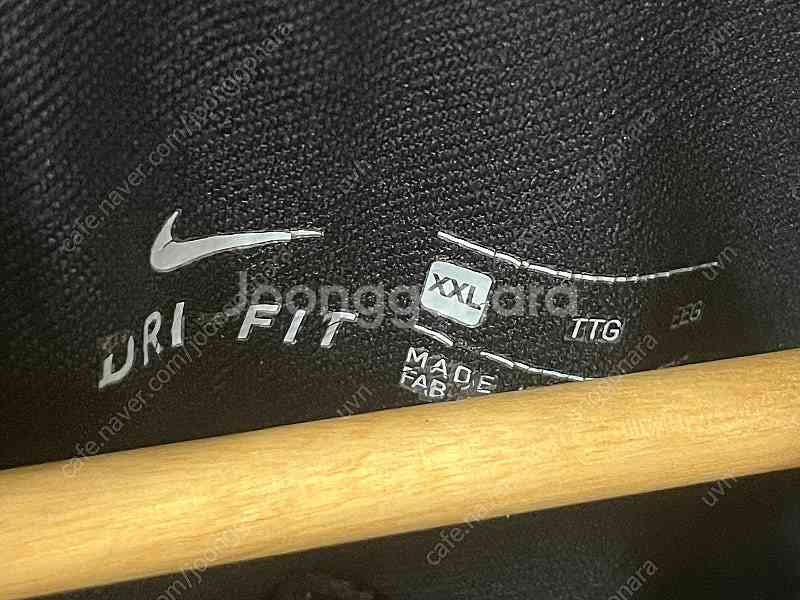 DRI FIT
XXL
TTG
EEG
MADE
FAB
Joonggonara
cafe.naver.com/joonggonara
uvn